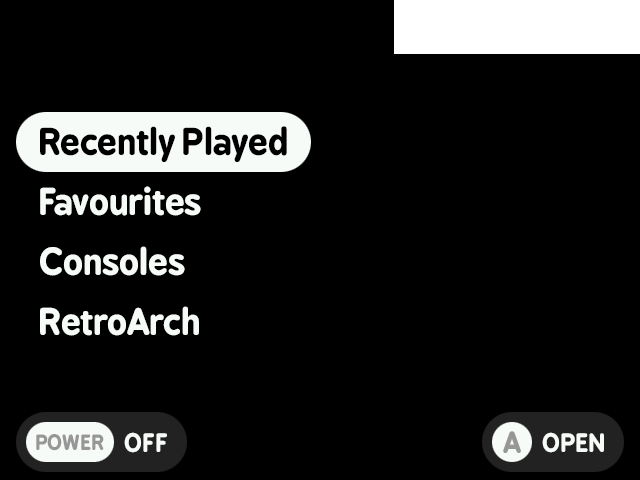 Recently Played
Favourites
Consoles
RetroArch
POWER OFF
A OPEN